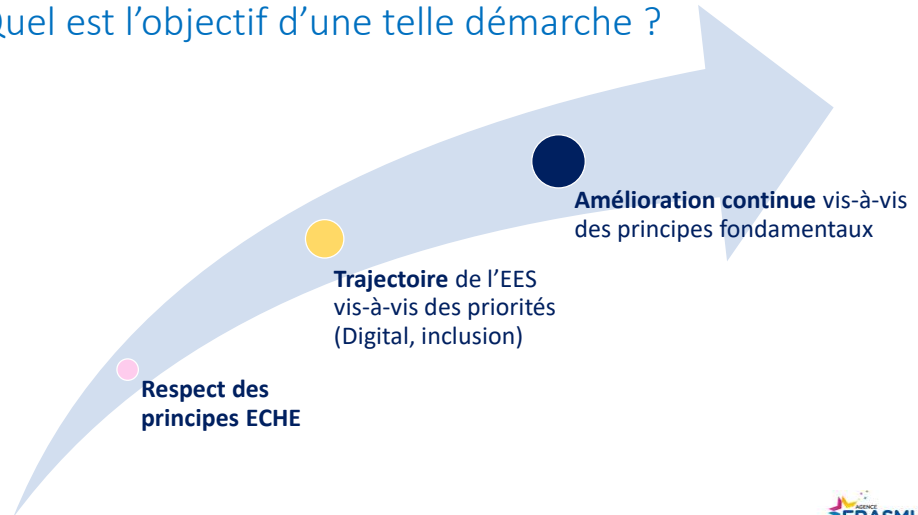 Quel est l’objectif d’une telle démarche ?
Amélioration continue vis-à-vis
des principes fondamentaux
Trajectoire de l’EES
vis-à-vis des priorités
(Digital, inclusion)
Respect des
principes ECHE
AGENCE